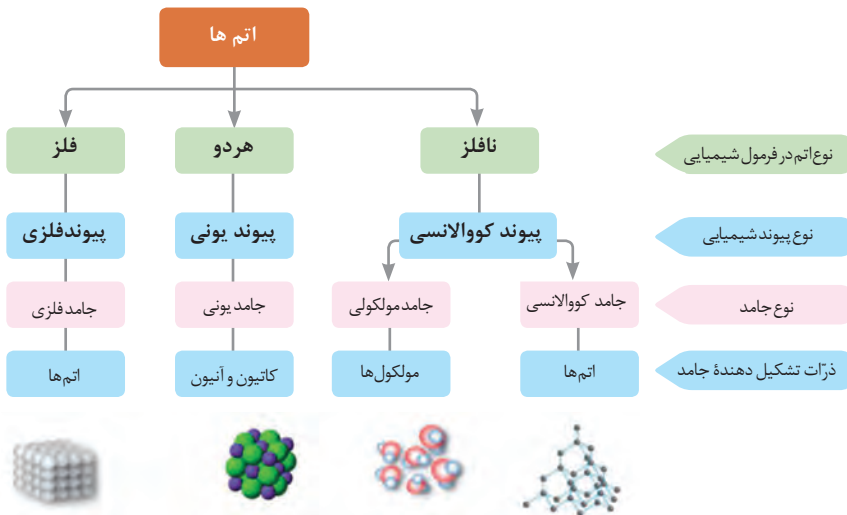 اتم ها
نوع اتم در فرمول شیمیایی
نافلز
هردو
فلز
نوع پیوند شیمیایی
پیوند کووالانسی
پیوند یونی
پیوندفلزی
نوع جامد
جامد کووالانسی
جامد مولکولی
جامد یونی
جامد فلزی
ذرّات تشکیل دهندهٔ جامد
اتم‌ها
مولکول‌ها
کاتیون و آنیون
اتم‌ها